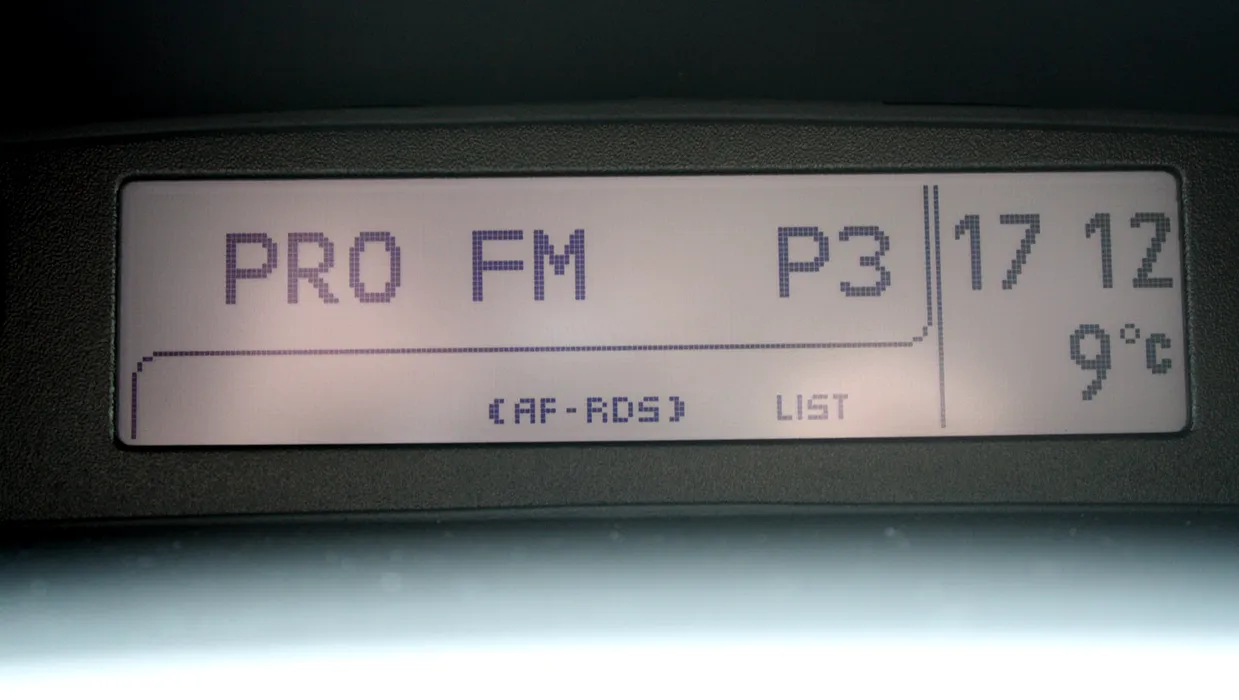 PRO FM P3 17 12
9°C
(AF-RDS) LIST